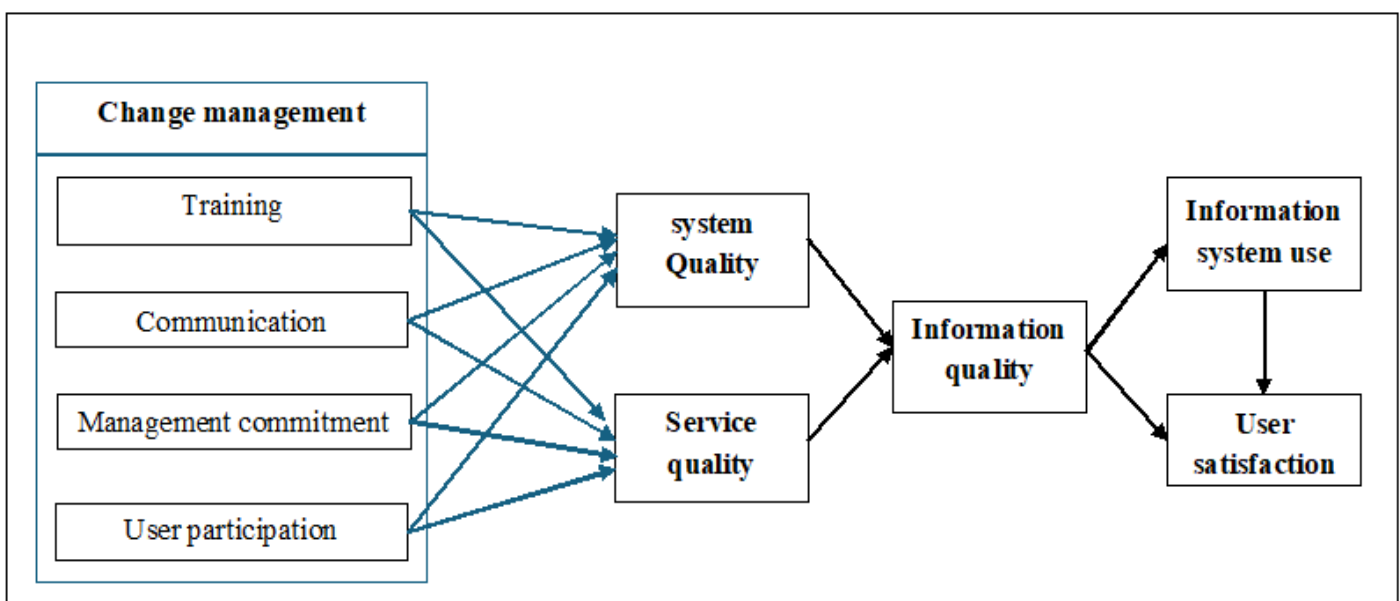 Change management
Training
Communication
Management commitment
User participation
system
Quality
Service
quality
Information
quality
Information
system use
User
satisfaction